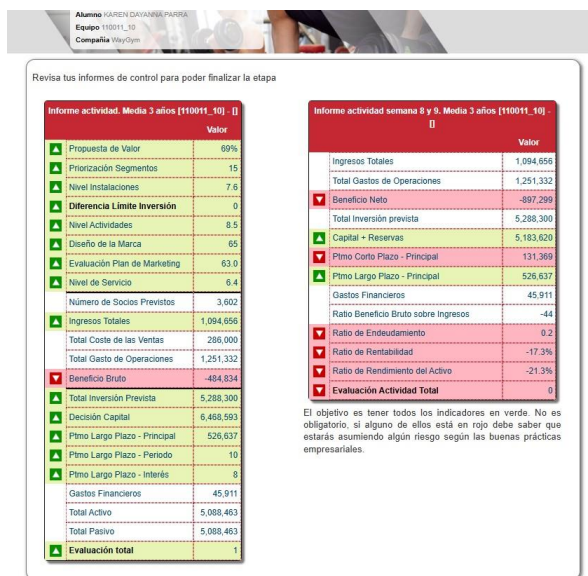 Alumno KAREN DAYANNA PARRA
Equipo 110011_10
Compañia WayGym
Revisa tus informes de control para poder finalizar la etapa
Informe actividad. Media 3 años [110011_10] - []
Valor
Propuesta de Valor 69%
Priorización Segmentos 15
Nivel Instalaciones 7.6
Diferencia Límite Inversión 0
Nivel Actividades 8.5
Diseño de la Marca 65
Evaluación Plan de Marketing 63.0
Nivel de Servicio 6.4
Número de Socios Previstos 3,602
Ingresos Totales 1,094,656
Total Coste de las Ventas 286,000
Total Gasto de Operaciones 1,251,332
Beneficio Bruto -484,834
Total Inversión Prevista 5,288,300
Decisión Capital 6,468,593
Ptmo Largo Plazo - Principal 526,637
Ptmo Largo Plazo - Periodo 10
Ptmo Largo Plazo - Interés 8
Gastos Financieros 45,911
Total Activo 5,088,463
Total Pasivo 5,088,463
Evaluación total 1
Informe actividad semana 8 y 9. Media 3 años [110011_10] -
[]
Valor
Ingresos Totales 1,094,656
Total Gastos de Operaciones 1,251,332
Beneficio Neto -897,299
Total Inversión prevista 5,288,300
Capital + Reservas 5,183,620
Ptmo Corto Plazo - Principal 131,369
Ptmo Largo Plazo - Principal 526,637
Gastos Financieros 45,911
Ratio Beneficio Bruto sobre Ingresos -44
Ratio de Endeudamiento 0.2
Ratio de Rentabilidad -17.3%
Ratio de Rendimiento del Activo -21.3%
Evaluación Actividad Total 0
El objetivo es tener todos los indicadores en verde. No es
obligatorio, si alguno de ellos está en rojo debe saber que
estarás asumiendo algún riesgo según las buenas prácticas
empresariales.